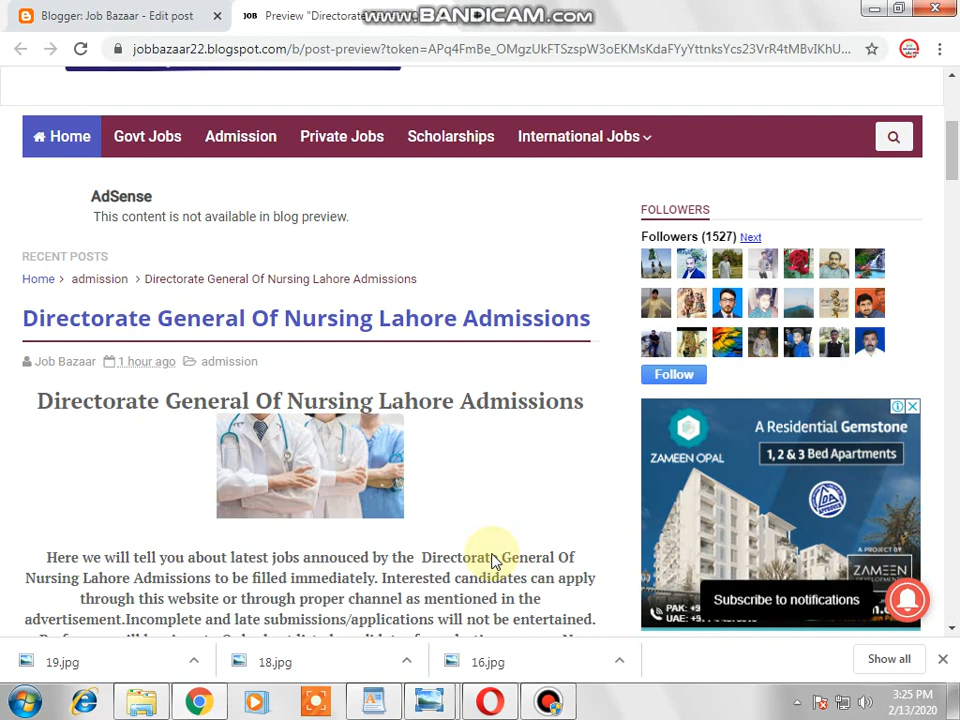 www.BANDICAM.com
Blogger: Job Bazaar - Edit post
JOB Preview "Directorate
jobbazaar22.blogspot.com/b/post-preview?token=APq4FmBe_OMgzUkFTSzspW3oEKMsKdaFYyYttnksYcs23VrR4tMBvIKhU...
Home Govt Jobs Admission Private Jobs Scholarships International Jobs
AdSense
This content is not available in blog preview.
RECENT POSTS
Home admission Directorate General Of Nursing Lahore Admissions
Directorate General Of Nursing Lahore Admissions
Job Bazaar 1 hour ago admission
Directorate General Of Nursing Lahore Admissions
Here we will tell you about latest jobs annouced by the Directorate General Of
Nursing Lahore Admissions to be filled immediately. Interested candidates can apply
through this website or through proper channel as mentioned in the
advertisement.Incomplete and late submissions/applications will not be entertained.
FOLLOWERS
Followers (1527) Next
Follow
ZAMEEN OPAL
A Residential Gemstone
1, 2 & 3 Bed Apartments
A PROJECT BY
ZAMEEN
PAK:
UAE:
Subscribe to notifications
19.jpg
18.jpg
16.jpg
Show all
3:25 PM
2/13/2020